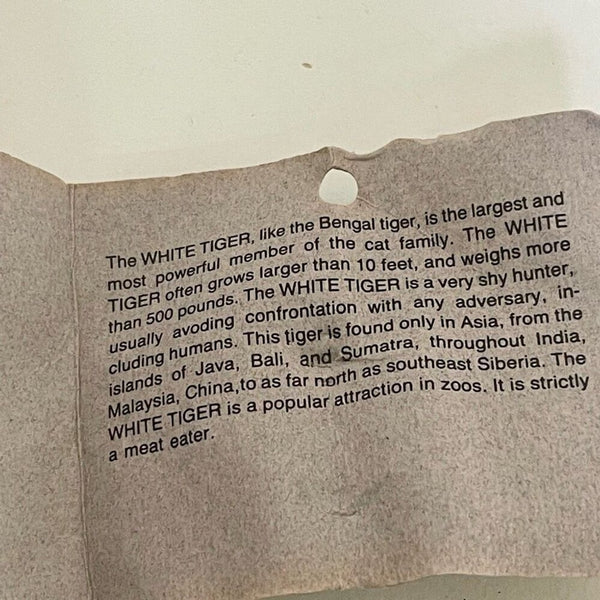 The WHITE TIGER, like the Bengal tiger, is the largest and
most powerful member of the cat family. The WHITE
TIGER often grows larger than 10 feet, and weighs more
than 500 pounds. The WHITE TIGER is a very shy hunter,
usually avoding confrontation with any adversary, in-
cluding humans. This tiger is found only in Asia, from the
islands of Java, Bali, and Sumatra, throughout India,
Malaysia, China,to as far north as southeast Siberia. The
WHITE TIGER is a popular attraction in zoos. It is strictly
a meat eater.